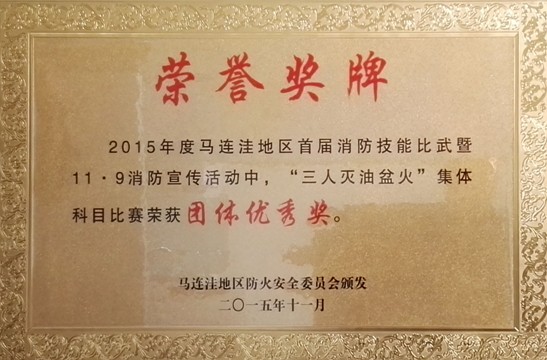 荣誉奖牌
2015年度马连洼地区首届消防技能比武暨
11·9消防宣传活动中，“三人灭油盆火”集体
科目比赛荣获团体优秀奖。
马连洼地区防火安全委员会颁发
二〇一五年十一月